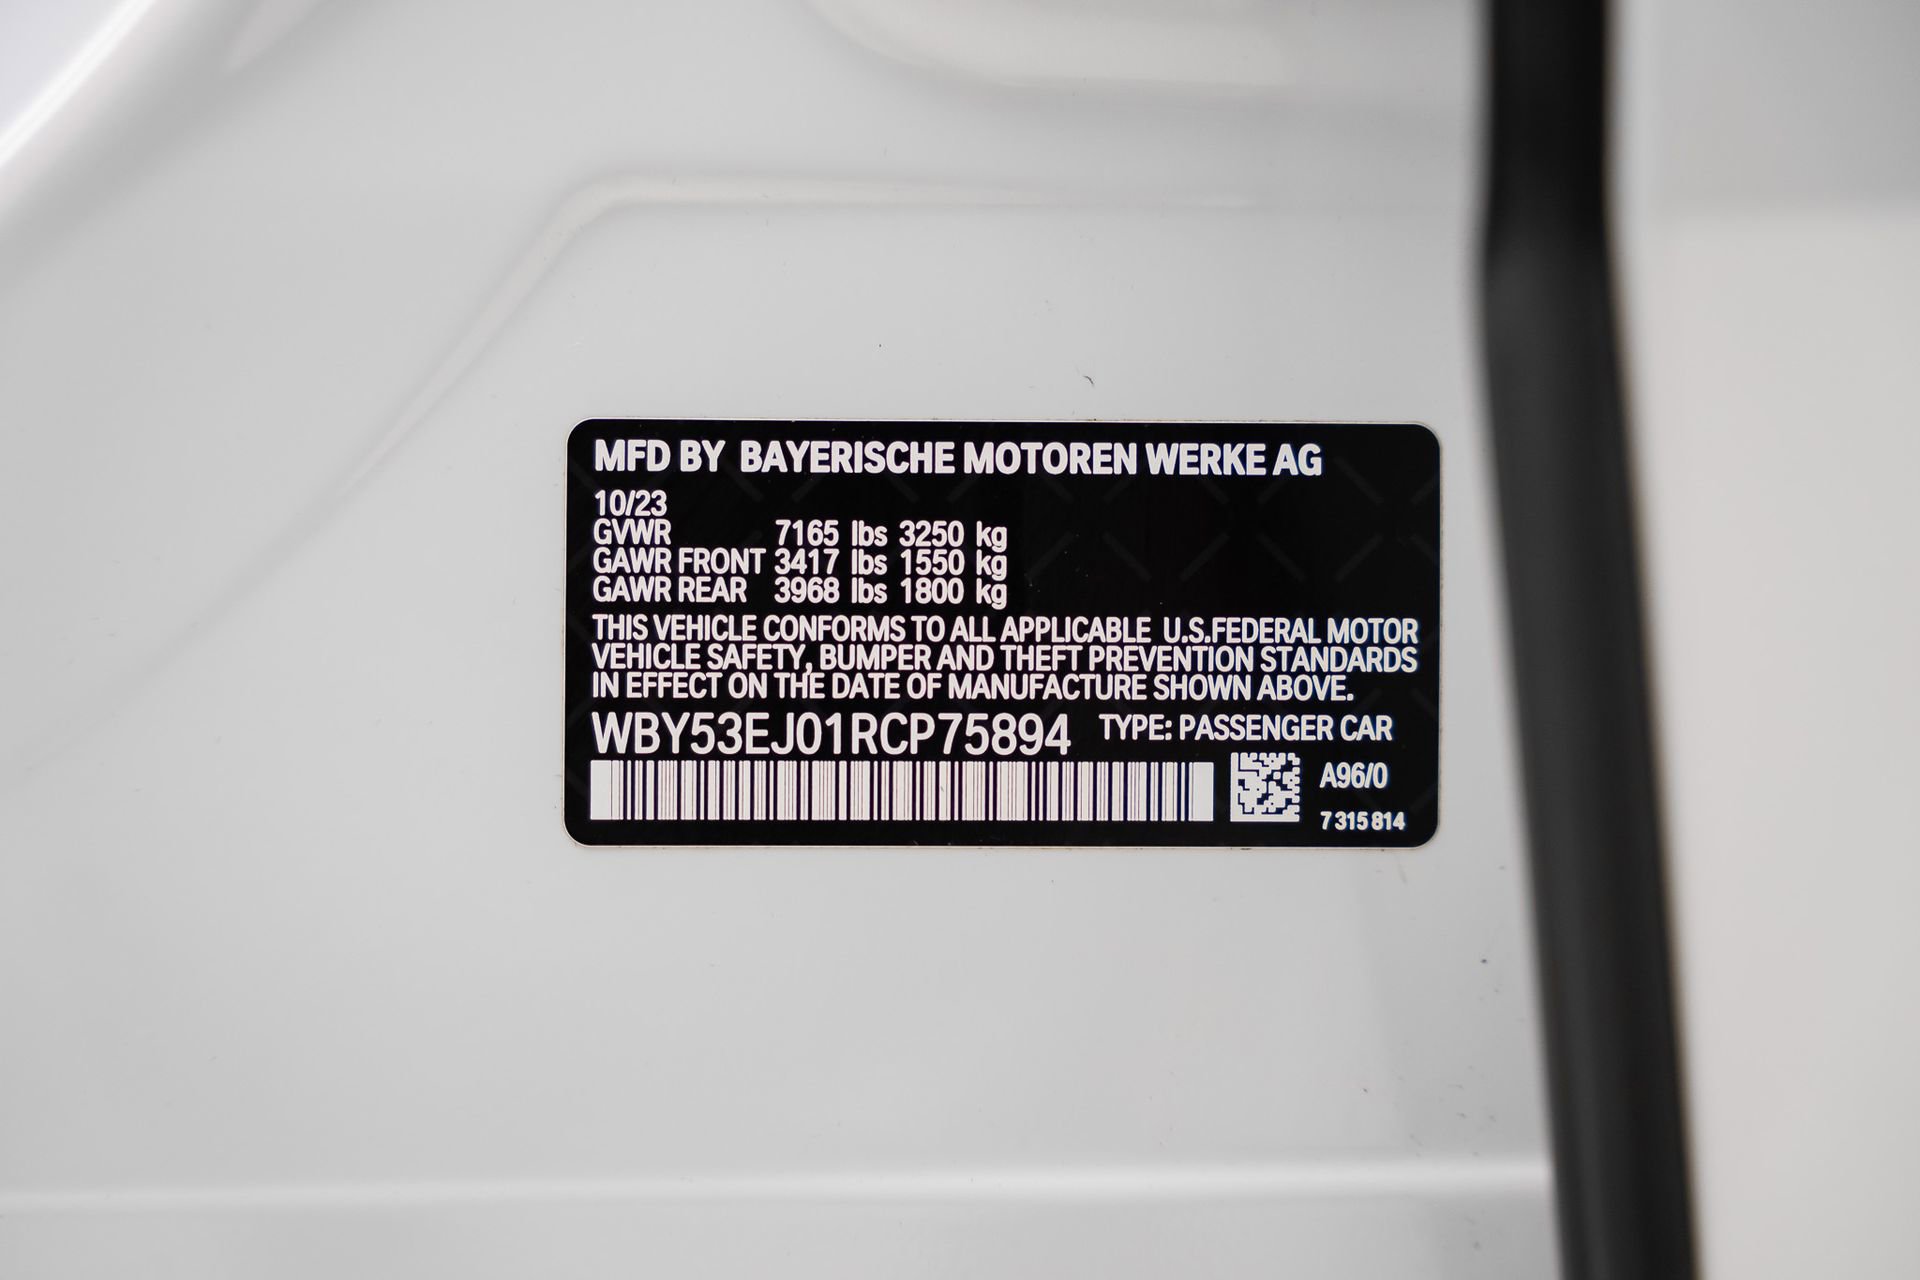 MFD BY BAYERISCHE MOTOREN WERKE AG
10/23
GVWR 7165 lbs 3250 kg
GAWR FRONT 3417 lbs 1550 kg
GAWR REAR 3968 lbs 1800 kg
THIS VEHICLE CONFORMS TO ALL APPLICABLE U.S.FEDERAL MOTOR
VEHICLE SAFETY, BUMPER AND THEFT PREVENTION STANDARDS
IN EFFECT ON THE DATE OF MANUFACTURE SHOWN ABOVE.
WBY53EJ01RCP75894 TYPE: PASSENGER CAR
A96/0
7 315 814